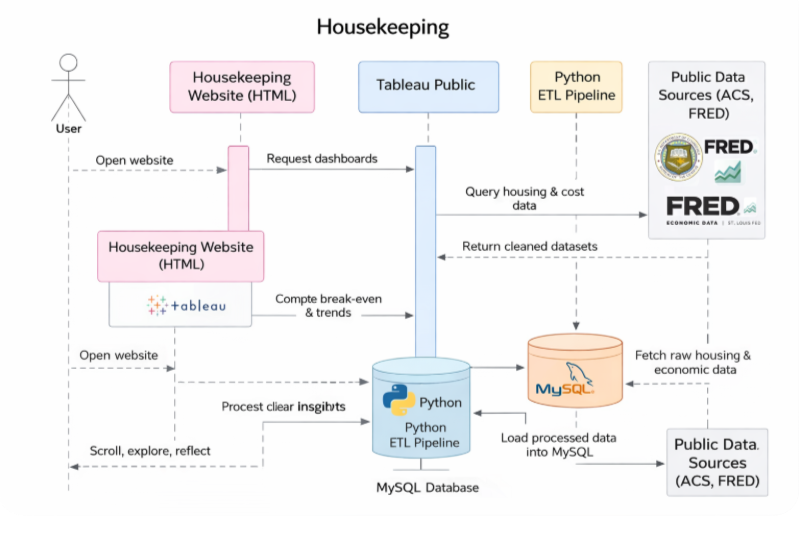 Housekeeping
User
Housekeeping
Website (HTML)
Tableau Public
Python
ETL Pipeline
Public Data
Sources (ACS,
FRED)
FRED
FRED
ECONOMIC DATA | ST. LOUIS FED
Open website
Request dashboards
Query housing & cost
data
Return cleaned datasets
Housekeeping Website
(HTML)
+ableau
Compte break-even
& trends
Open website
MySQL
Fetch raw housing &
economic data
Python
Python
ETL Pipeline
Procest cliear insgitvts
Load processed data
into MySQL
Scroll, explore, reflect
Public Data.
Sources
(ACS, FRED)
MySQL Database